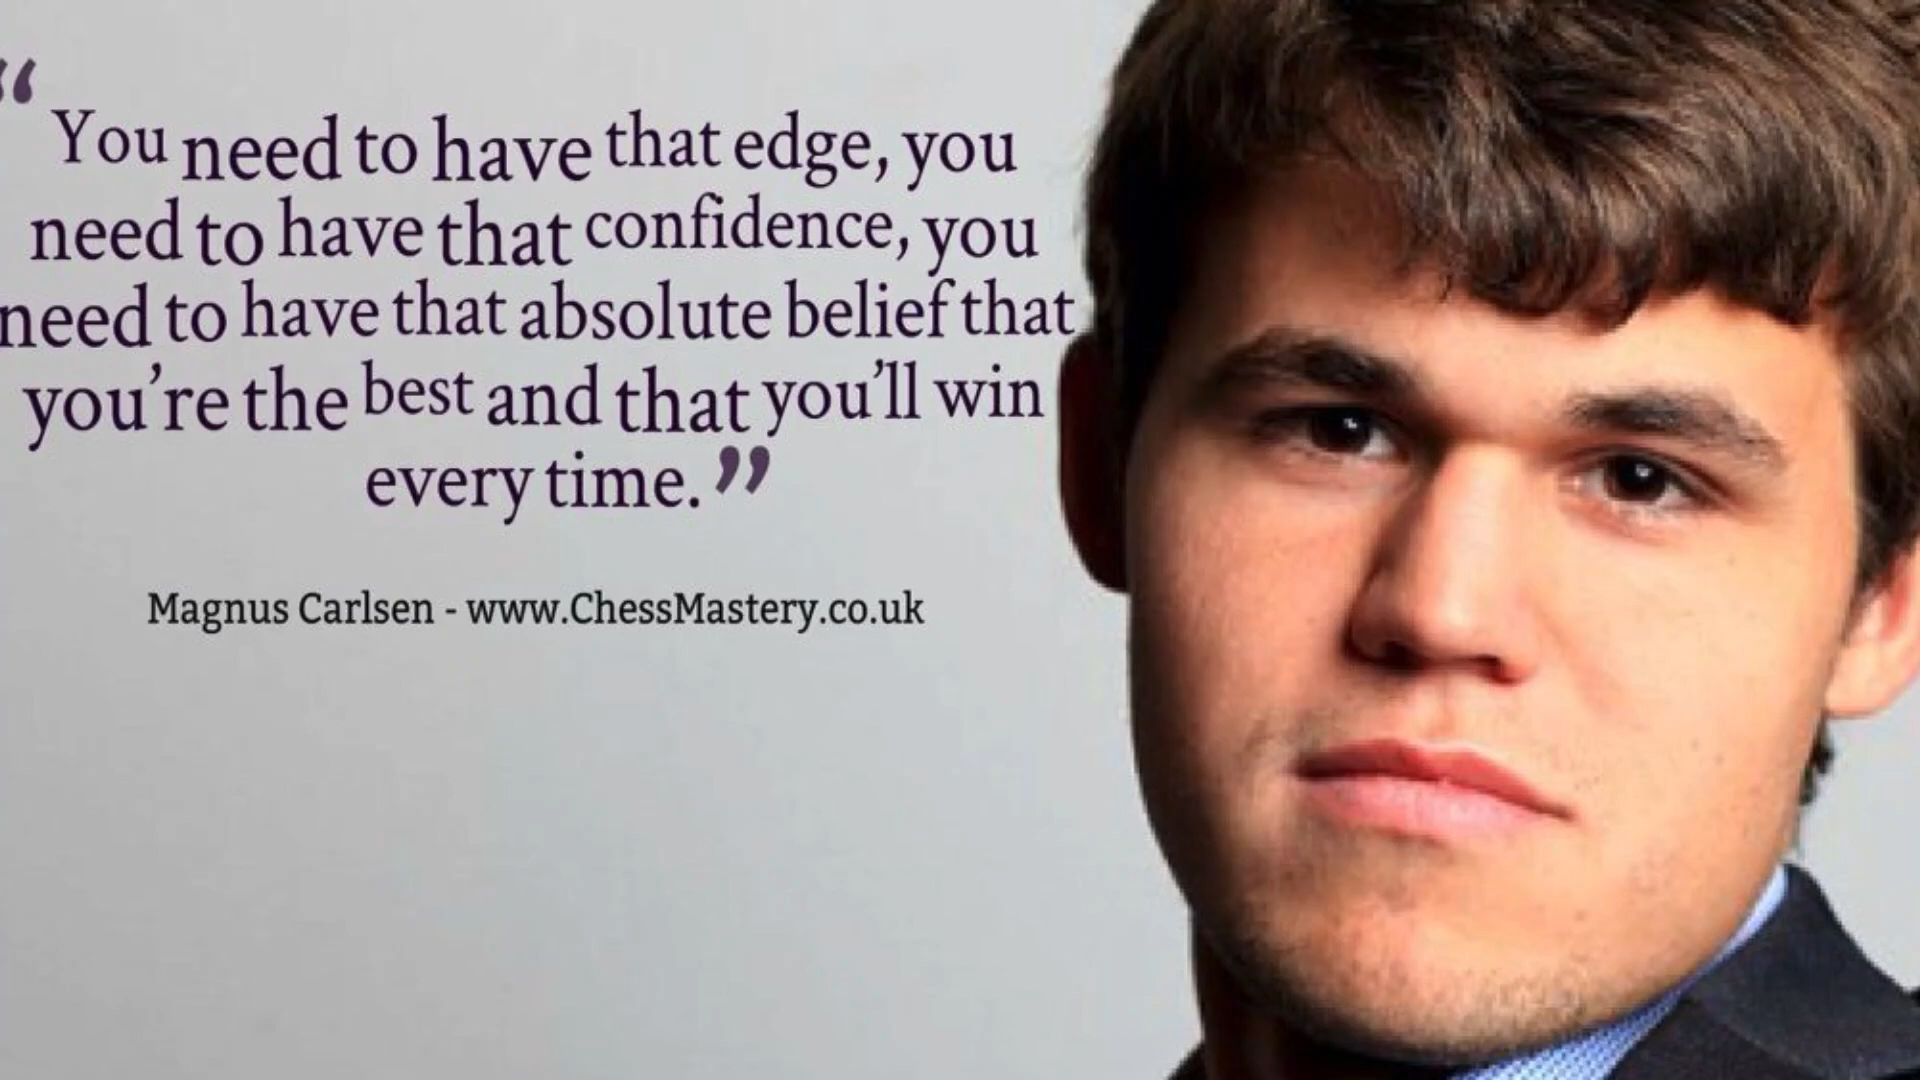 “You need to have that edge, you
need to have that confidence, you
need to have that absolute belief that
you’re the best and that you’ll win
every time.”
Magnus Carlsen - www.ChessMastery.co.uk